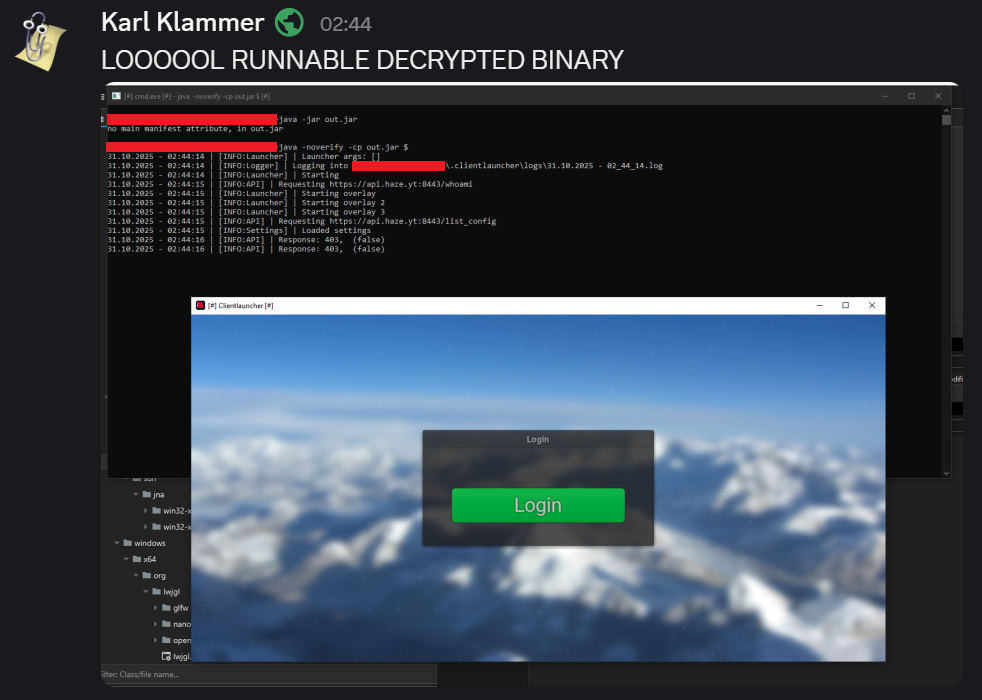 Karl Klammer 02:44
LOOOOOL RUNNABLE DECRYPTED BINARY
[#] cmd.exe [#] - java -noverify -cp out.jar $ [#]
java -jar out.jar
no main manifest attribute, in out.jar
java -noverify -cp out.jar $
31.10.2025 - 02:44:14 | [INFO:Launcher] | Launcher args: []
31.10.2025 - 02:44:14 | [INFO:Logger] | Logging into \.clientlauncher\logs\31.10.2025 - 02_44_14.log
31.10.2025 - 02:44:14 | [INFO:Launcher] | Starting
31.10.2025 - 02:44:15 | [INFO:API] | Requesting https://api.haze.yt:8443/whoami
31.10.2025 - 02:44:15 | [INFO:Launcher] | Starting overlay
31.10.2025 - 02:44:15 | [INFO:Launcher] | Starting overlay 2
31.10.2025 - 02:44:15 | [INFO:Launcher] | Starting overlay 3
31.10.2025 - 02:44:15 | [INFO:API] | Requesting https://api.haze.yt:8443/list_config
31.10.2025 - 02:44:15 | [INFO:Settings] | Loaded settings
31.10.2025 - 02:44:16 | [INFO:API] | Response: 403, (false)
31.10.2025 - 02:44:16 | [INFO:API] | Response: 403, (false)
[#] Clientlauncher [#]
Login
Login
jna
win32-x
win32-x
windows
x64
org
lwjgl
glfw
nano
open
lwjgl.
filter: Class/file name...